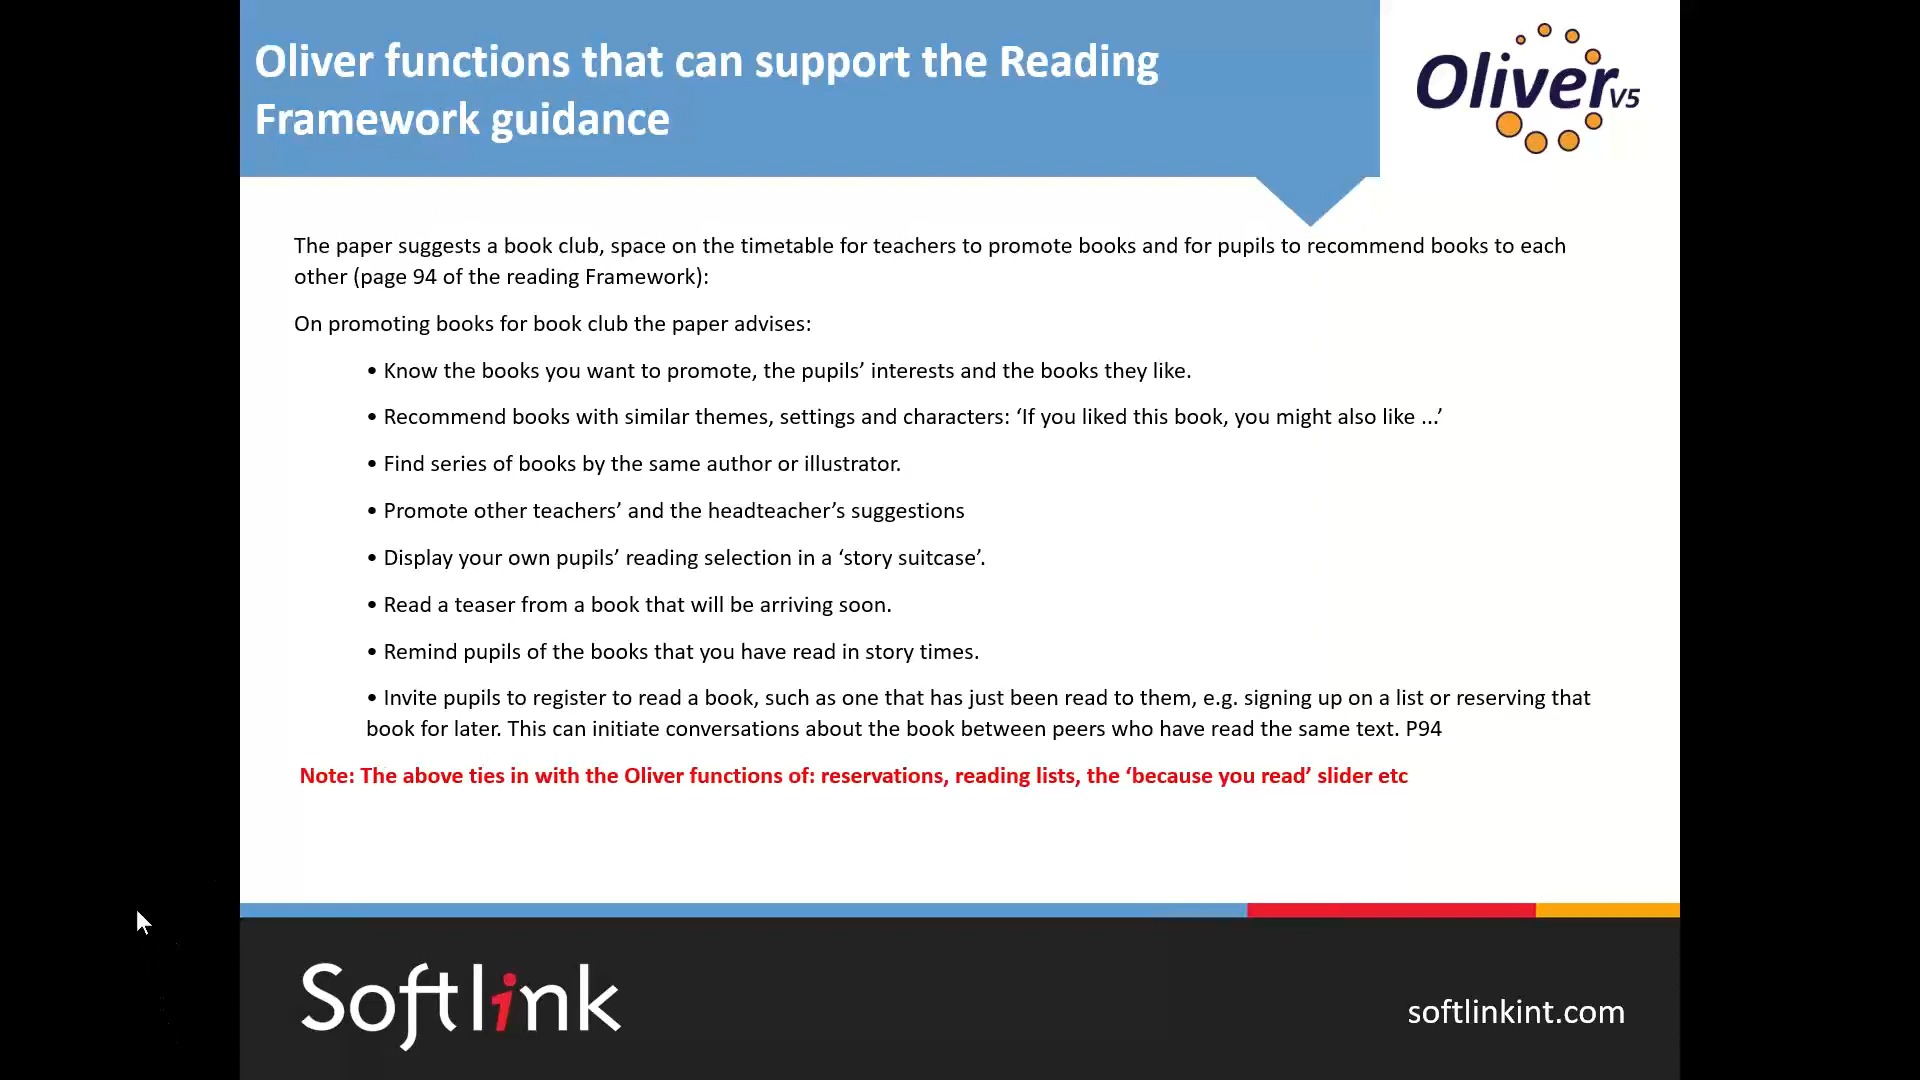 Oliver functions that can support the Reading
Framework guidance
Oliver V5
The paper suggests a book club, space on the timetable for teachers to promote books and for pupils to recommend books to each
other (page 94 of the reading Framework):
On promoting books for book club the paper advises:
• Know the books you want to promote, the pupils’ interests and the books they like.
• Recommend books with similar themes, settings and characters: ‘If you liked this book, you might also like ...’
• Find series of books by the same author or illustrator.
• Promote other teachers’ and the headteacher’s suggestions
• Display your own pupils’ reading selection in a ‘story suitcase’.
• Read a teaser from a book that will be arriving soon.
• Remind pupils of the books that you have read in story times.
• Invite pupils to register to read a book, such as one that has just been read to them, e.g. signing up on a list or reserving that
book for later. This can initiate conversations about the book between peers who have read the same text. P94
Note: The above ties in with the Oliver functions of: reservations, reading lists, the ‘because you read’ slider etc
Softlink
softlinkint.com